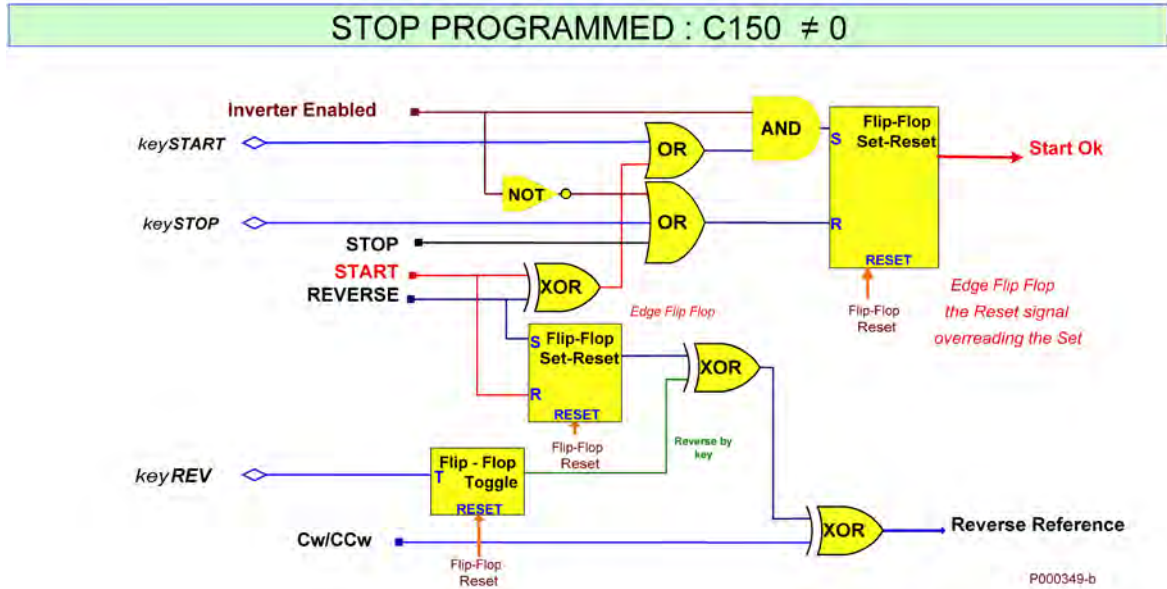 STOP PROGRAMMED : C150 ≠ 0
Inverter Enabled
keySTART
OR
AND
Flip-Flop
Set-Reset
S
Start Ok
NOT
keySTOP
OR
R
STOP
RESET
START
REVERSE
XOR
Edge Flip Flop
Flip-Flop
Reset
Edge Flip Flop
the Reset signal
overreading the Set
S
Flip-Flop
Set-Reset
R
RESET
XOR
Flip-Flop
Reset
Reverse by
key
keyREV
T
Flip - Flop
Toggle
RESET
Cw/CCw
XOR
Reverse Reference
Flip-Flop
Reset
P000349-b